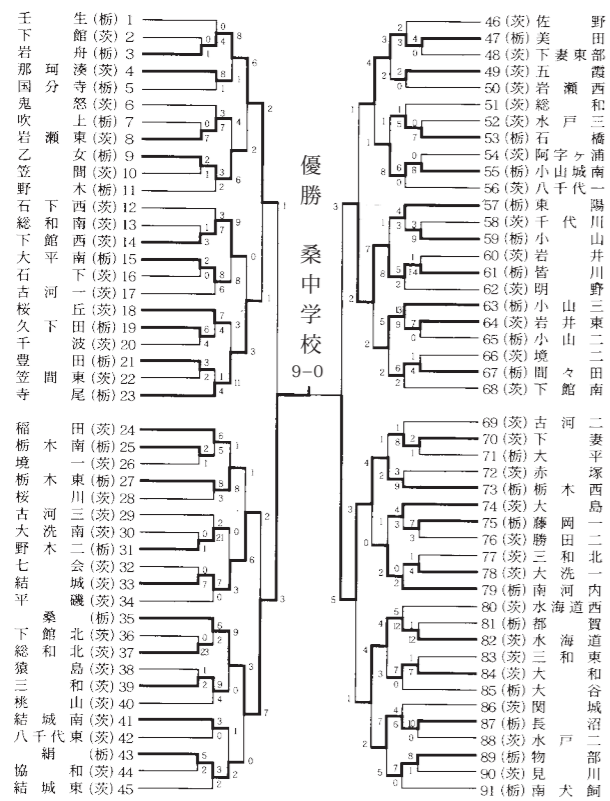 壬生(栃) 1
下館(茨) 2
岩舟(栃) 3
那珂湊(茨) 4
国分寺(栃) 5
鬼怒(茨) 6
吹上(栃) 7
岩瀬東(茨) 8
乙女(栃) 9
笠間(茨) 10
野木(栃) 11
石下西(茨) 12
総和南(茨) 13
下館西(茨) 14
大平南(栃) 15
石下(茨) 16
古河一(茨) 17
桜丘(茨) 18
久下田(栃) 19
千波(茨) 20
豊田(栃) 21
笠間東(茨) 22
寺尾(栃) 23
稲田(茨) 24
栃木南(栃) 25
境一(茨) 26
栃木東(栃) 27
桜川(茨) 28
古河三(茨) 29
大洗南(茨) 30
野木二(栃) 31
七会(茨) 32
結城(茨) 33
平磯(茨) 34
桑(栃) 35
下館北(茨) 36
総和北(茨) 37
猿島(茨) 38
三和(茨) 39
桃山(茨) 40
結城南(茨) 41
八千代東(茨) 42
絹(栃) 43
協和(茨) 44
結城東(茨) 45
優勝 桑中学校
9-0
46 (茨) 佐野
47 (栃) 美田
48 (茨) 下妻東部
49 (茨) 五霞
50 (茨) 岩瀬西
51 (茨) 総和
52 (茨) 水戸三
53 (栃) 石橋
54 (茨) 阿字ヶ浦
55 (栃) 小山城南
56 (茨) 八千代一
57 (栃) 東陽
58 (茨) 千代川
59 (栃) 小山
60 (茨) 岩井
61 (栃) 皆川
62 (茨) 明野
63 (栃) 小山三
64 (茨) 岩井東
65 (栃) 小山二
66 (茨) 境二
67 (栃) 間々田
68 (茨) 下館南
69 (茨) 古河二
70 (茨) 下妻
71 (栃) 大平
72 (茨) 赤塚
73 (栃) 栃木西
74 (茨) 大島
75 (栃) 藤岡一
76 (茨) 勝田二
77 (茨) 三和北
78 (茨) 大洗一
79 (栃) 南河内
80 (茨) 水海道西
81 (栃) 都賀
82 (茨) 水海道
83 (茨) 三和東
84 (茨) 大和
85 (栃) 大谷
86 (茨) 関城
87 (栃) 長沼
88 (茨) 水戸二
89 (栃) 物部
90 (茨) 見川
91 (栃) 南犬飼